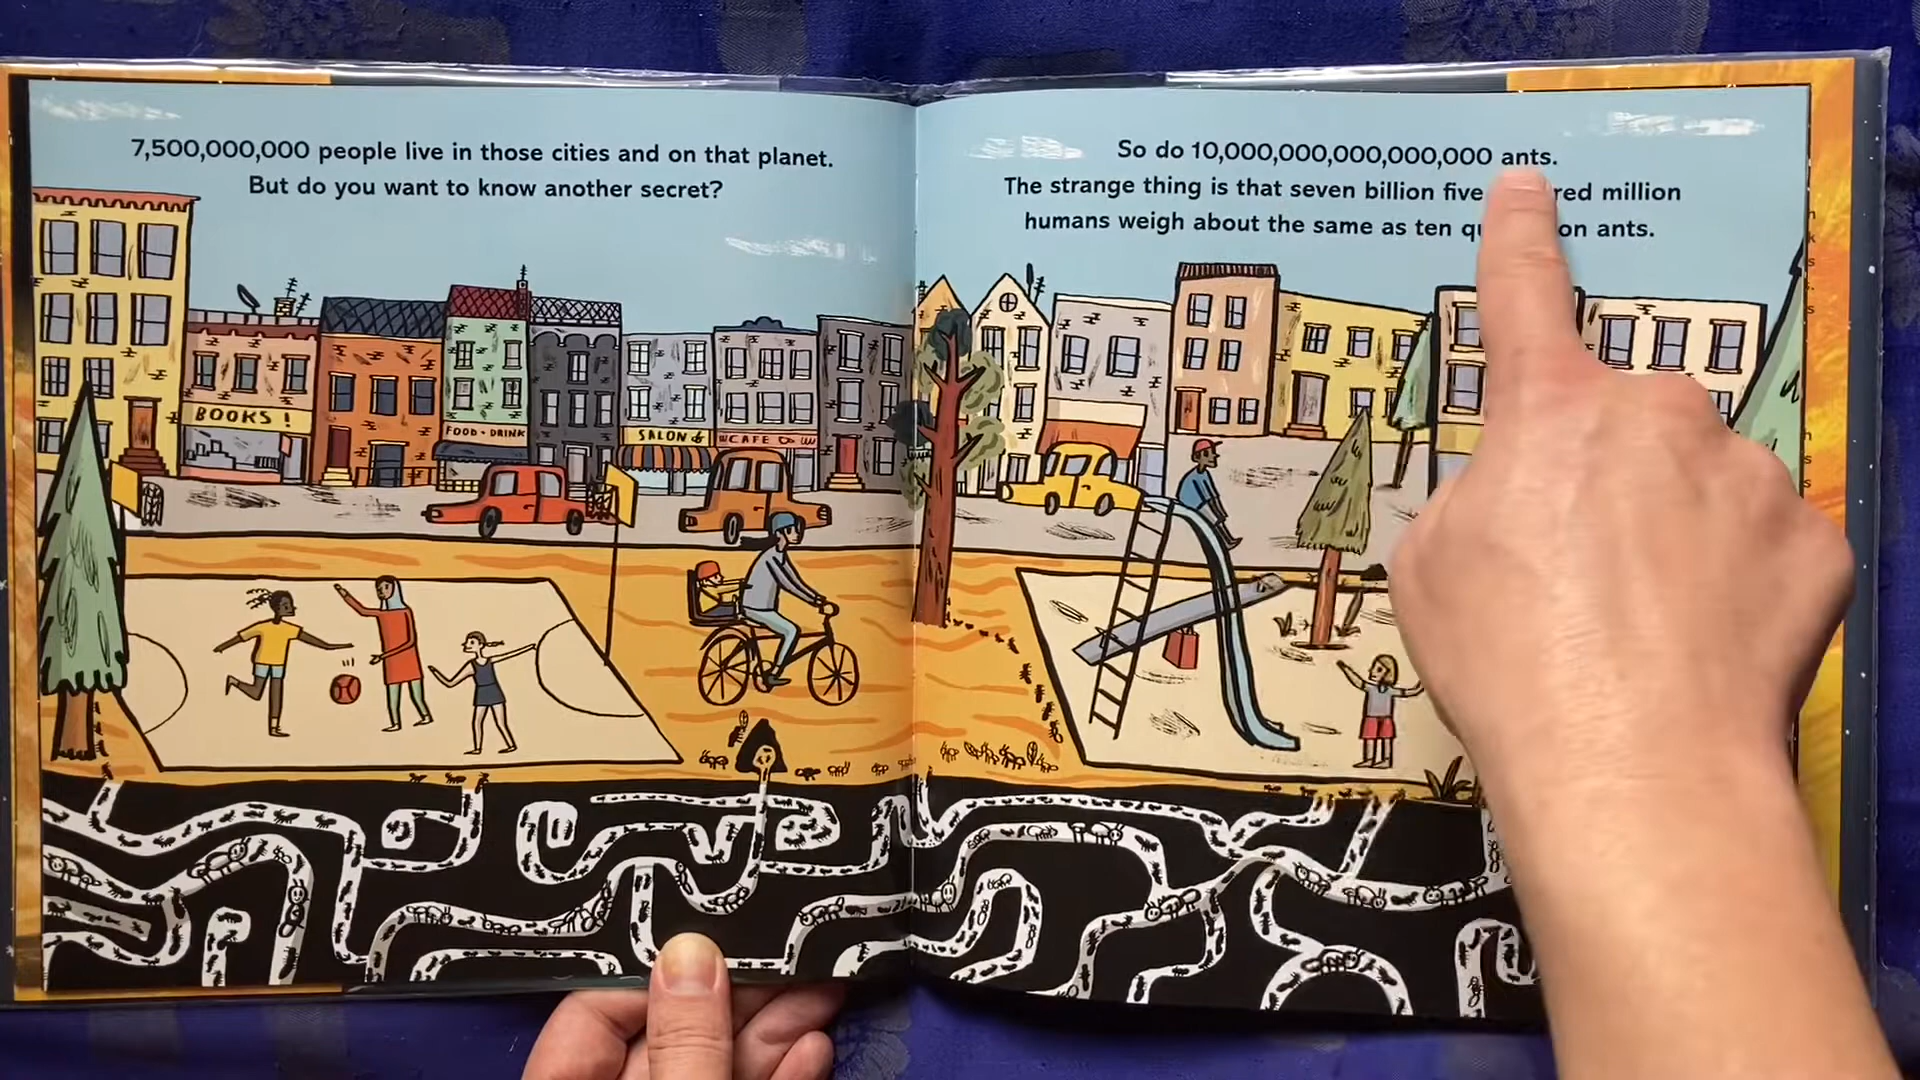 7,500,000,000 people live in those cities and on that planet.
But do you want to know another secret?
So do 10,000,000,000,000,000 ants.
The strange thing is that seven billion five million
humans weigh about the same as ten ants.
BOOKS!
FOOD • DRINK
SALON
CAFE